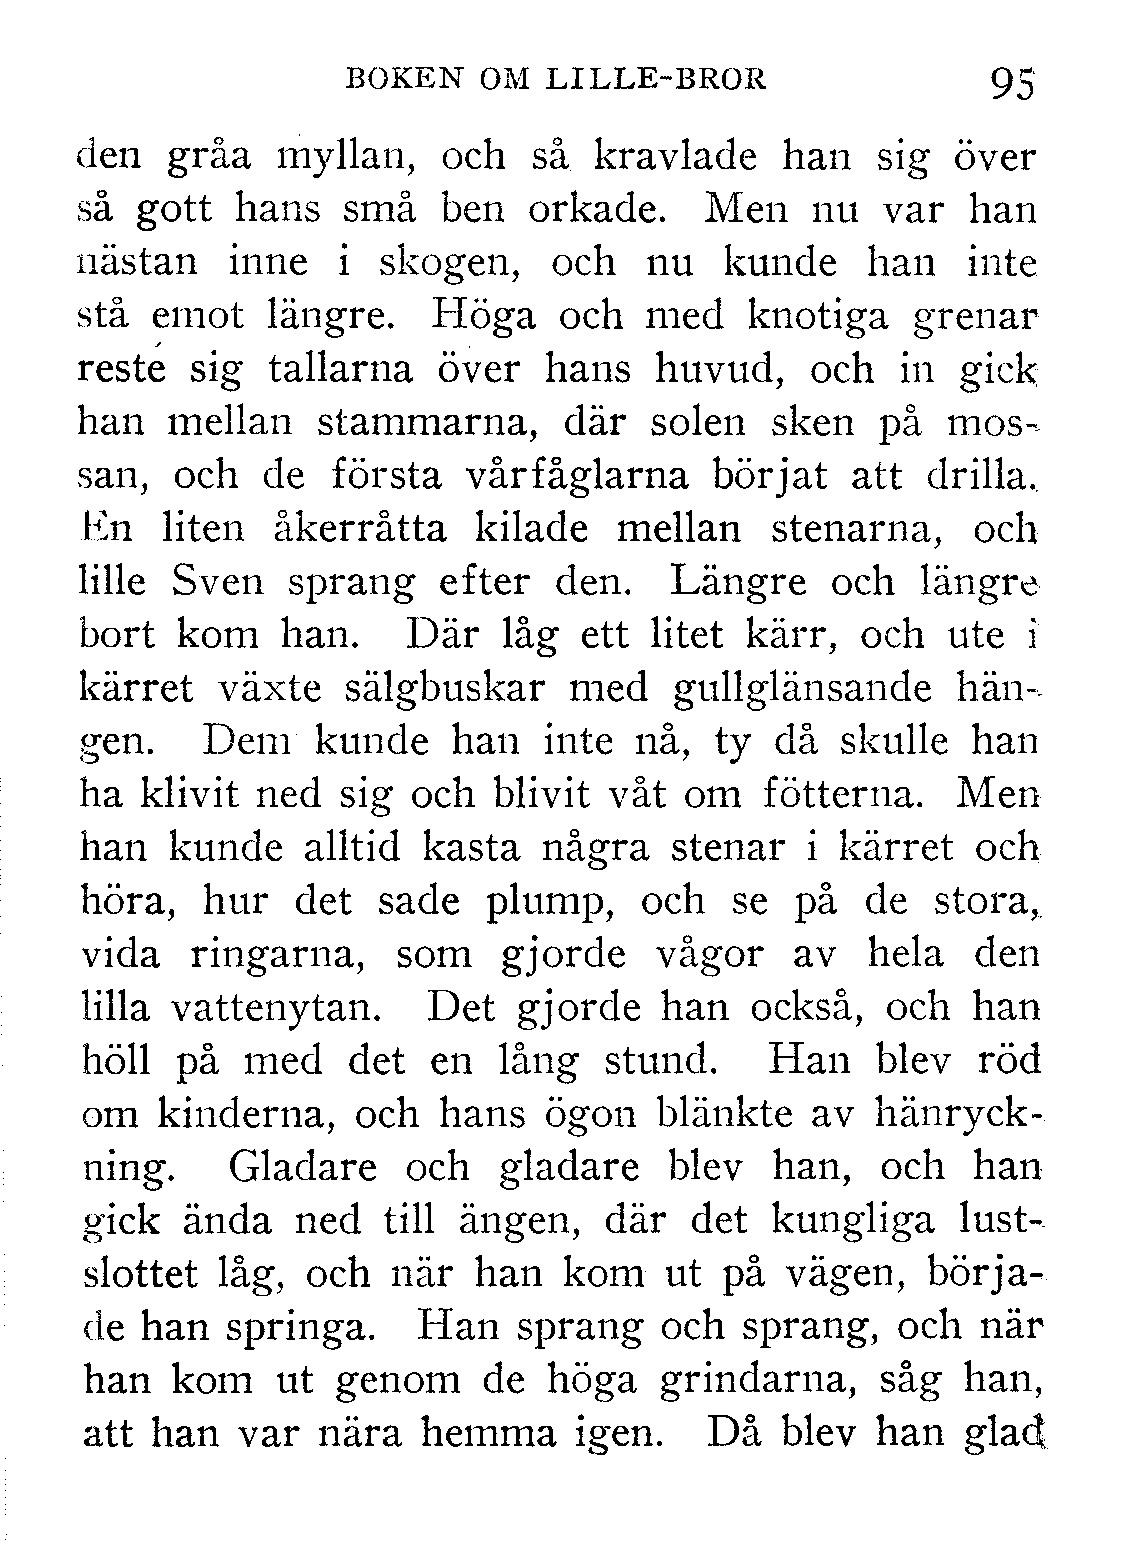 BOKEN OM LILLE-BROR 95
den gråa myllan, och så kravlade han sig över
så gott hans små ben orkade. Men nu var han
nästan inne i skogen, och nu kunde han inte
stå emot längre. Höga och med knotiga grenar
reste sig tallarna över hans huvud, och in gick
han mellan stammarna, där solen sken på mos-
san, och de första vårfåglarna börjat att drilla.
En liten åkerråtta kilade mellan stenarna, och
lille Sven sprang efter den. Längre och längre
bort kom han. Där låg ett litet kärr, och ute i
kärret växte sälgbuskar med gullglänsande hän-
gen. Dem kunde han inte nå, ty då skulle han
ha klivit ned sig och blivit våt om fötterna. Men
han kunde alltid kasta några stenar i kärret och
höra, hur det sade plump, och se på de stora,
vida ringarna, som gjorde vågor av hela den
lilla vattenytan. Det gjorde han också, och han
höll på med det en lång stund. Han blev röd
om kinderna, och hans ögon blänkte av hänryck-
ning. Gladare och gladare blev han, och han
gick ända ned till ängen, där det kungliga lust-
slottet låg, och när han kom ut på vägen, börja-
de han springa. Han sprang och sprang, och när
han kom ut genom de höga grindarna, såg han,
att han var nära hemma igen. Då blev han glad